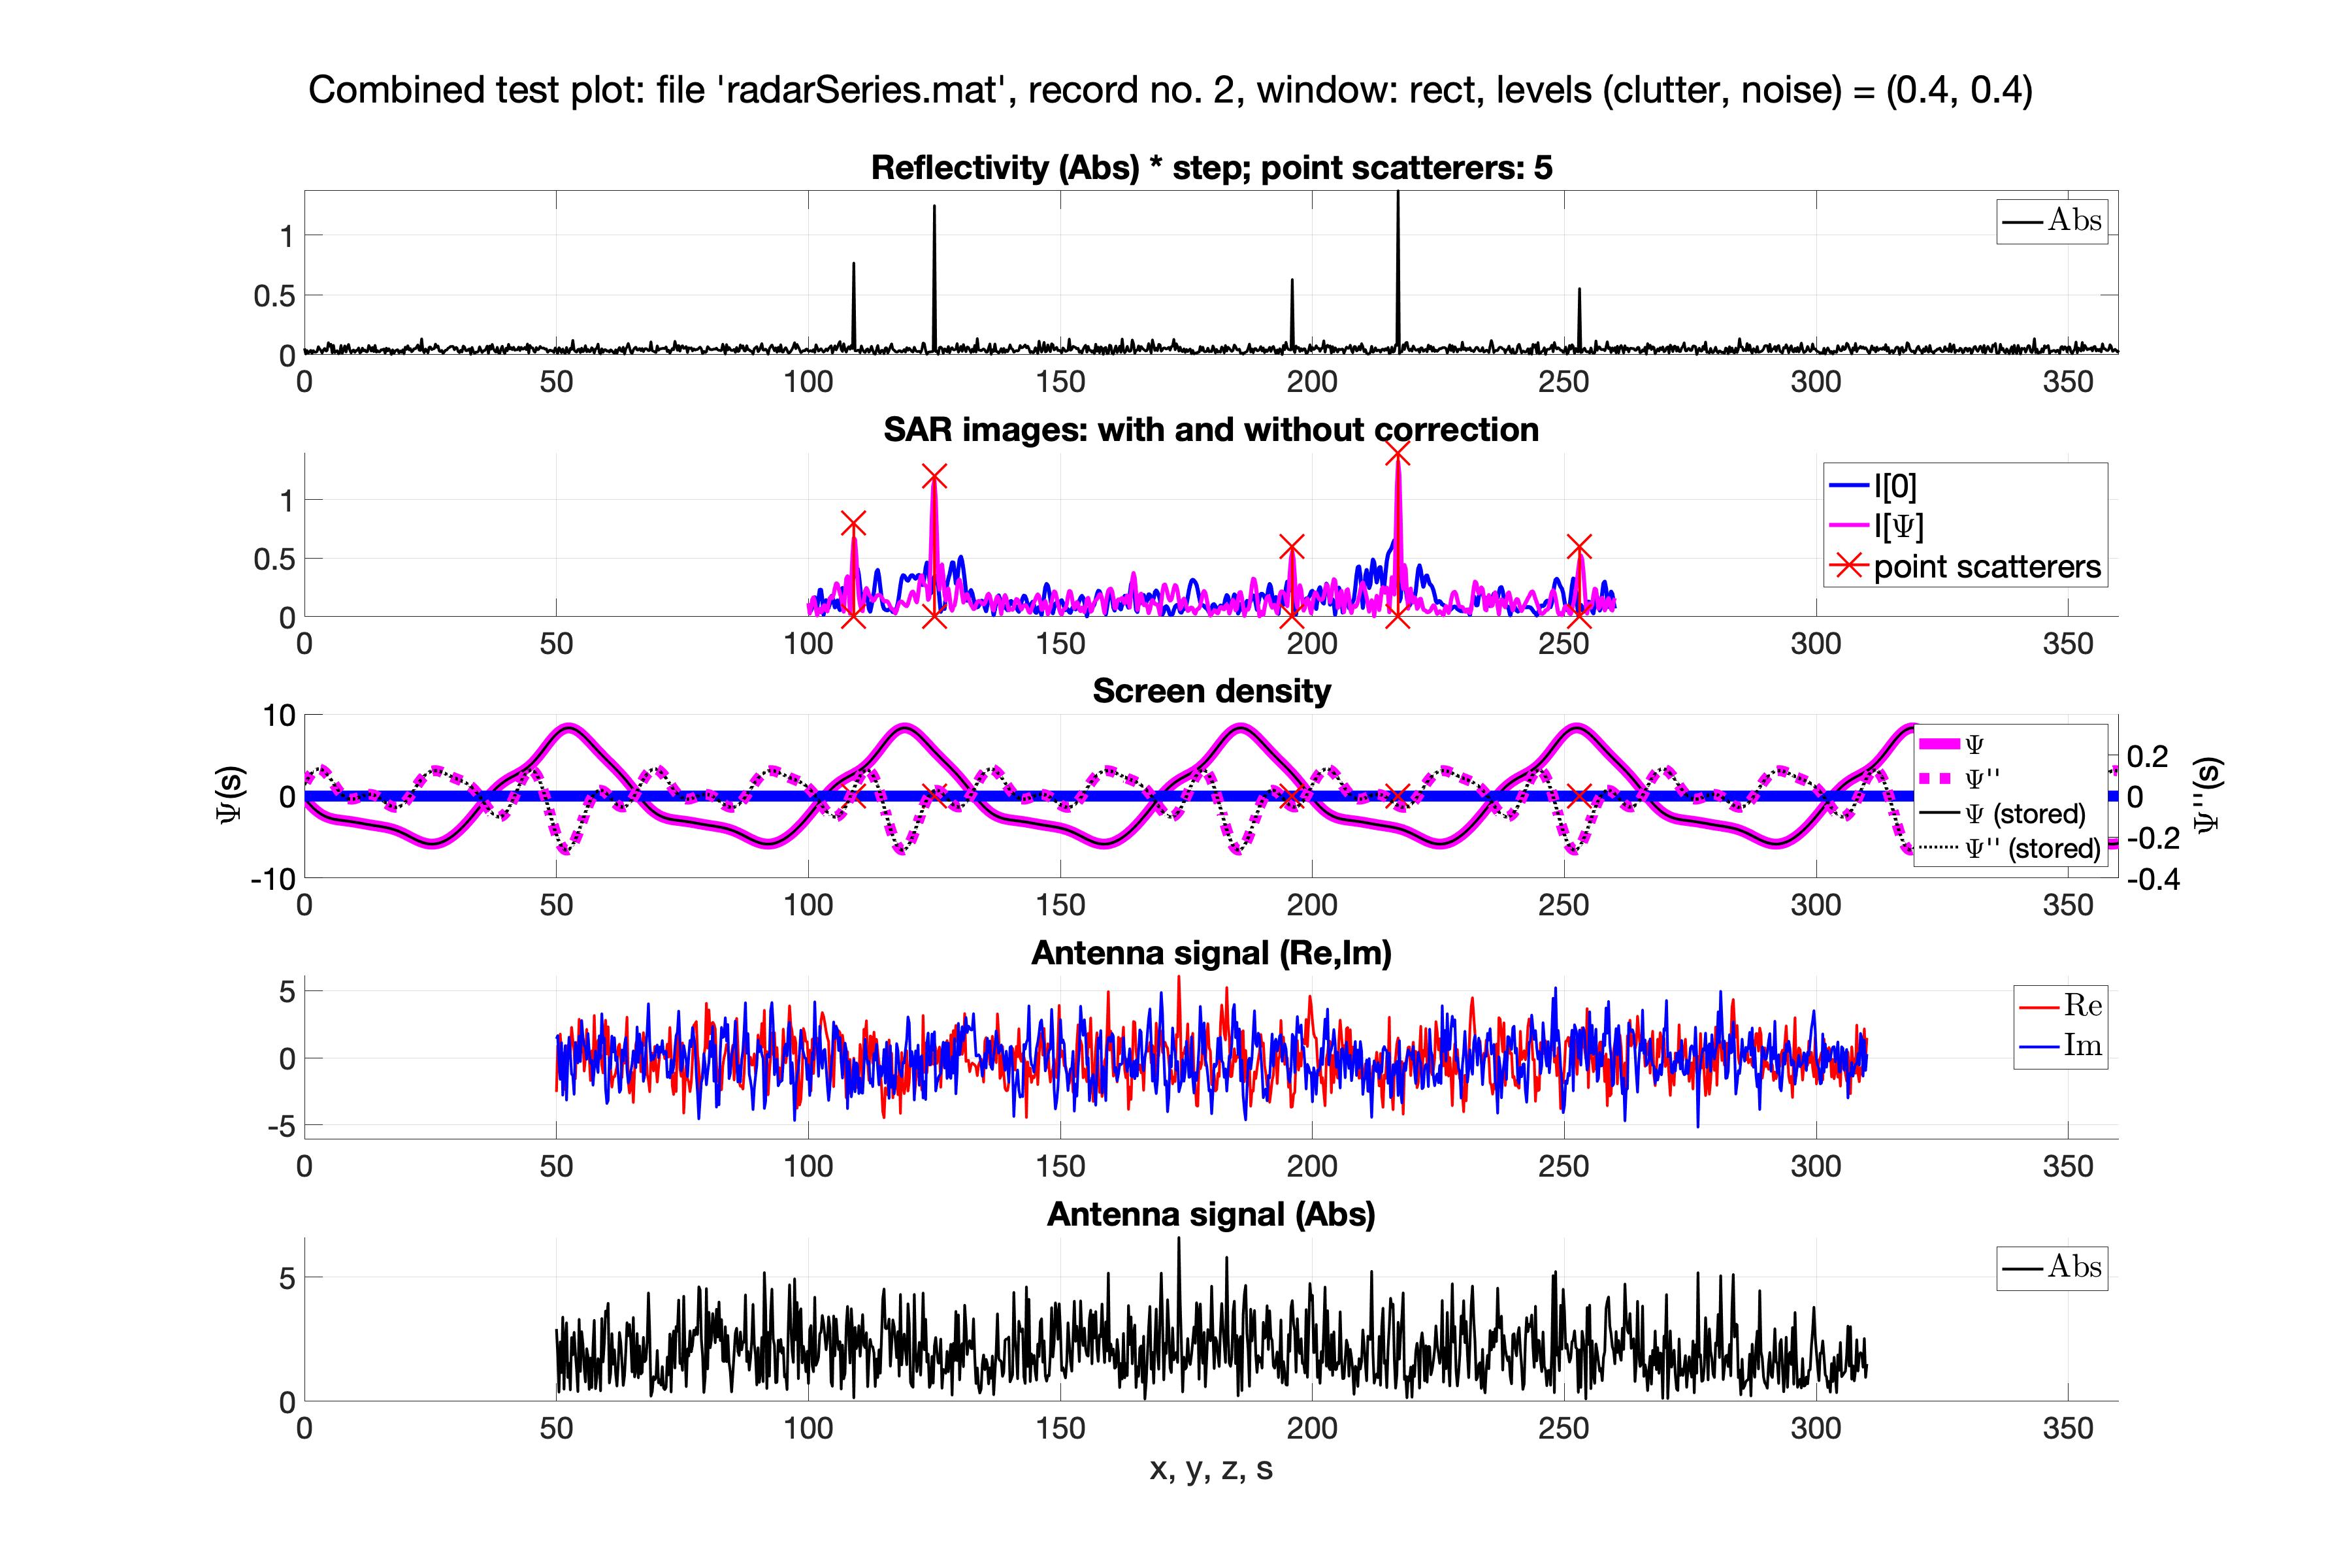 Combined test plot: file 'radarSeries.mat', record no. 2, window: rect, levels (clutter, noise) = (0.4, 0.4)
Reflectivity (Abs) * step; point scatterers: 5
Abs
1
0.5
0
0 50 100 150 200 250 300 350
SAR images: with and without correction
I[0]
I[Ψ]
point scatterers
1
0.5
0
0 50 100 150 200 250 300 350
Screen density
Ψ(s)
10
0
-10
Ψ
Ψ''
Ψ (stored)
Ψ'' (stored)
0.2
0
-0.2
-0.4
Ψ''(s)
0 50 100 150 200 250 300 350
Antenna signal (Re,Im)
Re
Im
5
0
-5
0 50 100 150 200 250 300 350
Antenna signal (Abs)
Abs
5
0
0 50 100 150 200 250 300 350
x, y, z, s